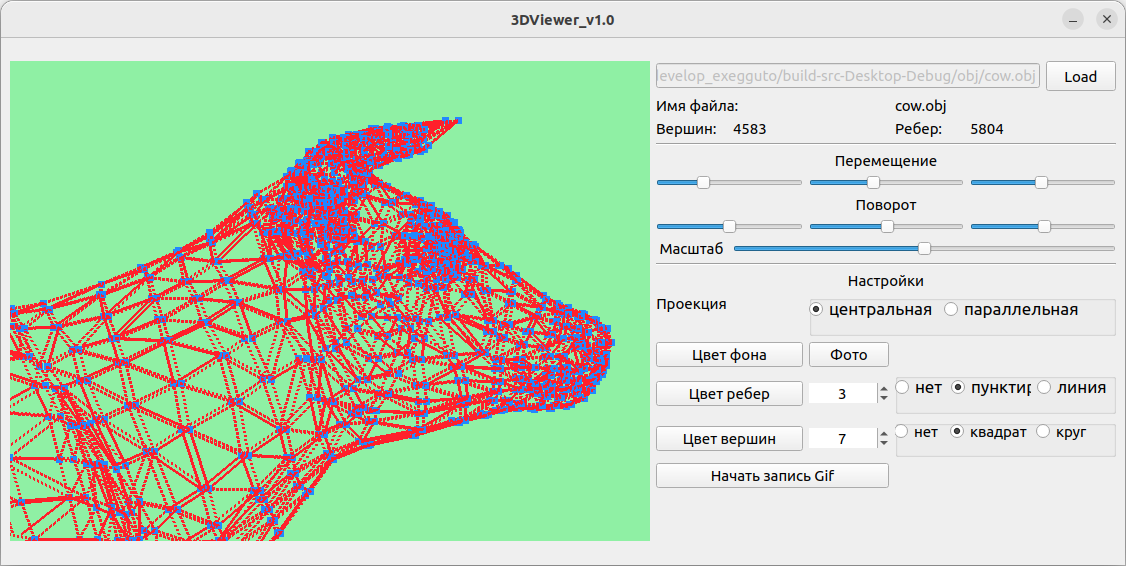 3DViewer_v1.0
evelop_exegguto/build-src-Desktop-Debug/obj/cow.obj Load
Имя файла: cow.obj
Вершин: 4583 Ребер: 5804
Перемещение
Поворот
Масштаб
Настройки
Проекция центральная параллельная
Цвет фона Фото
Цвет ребер 3 нет пунктир линия
Цвет вершин 7 нет квадрат круг
Начать запись Gif